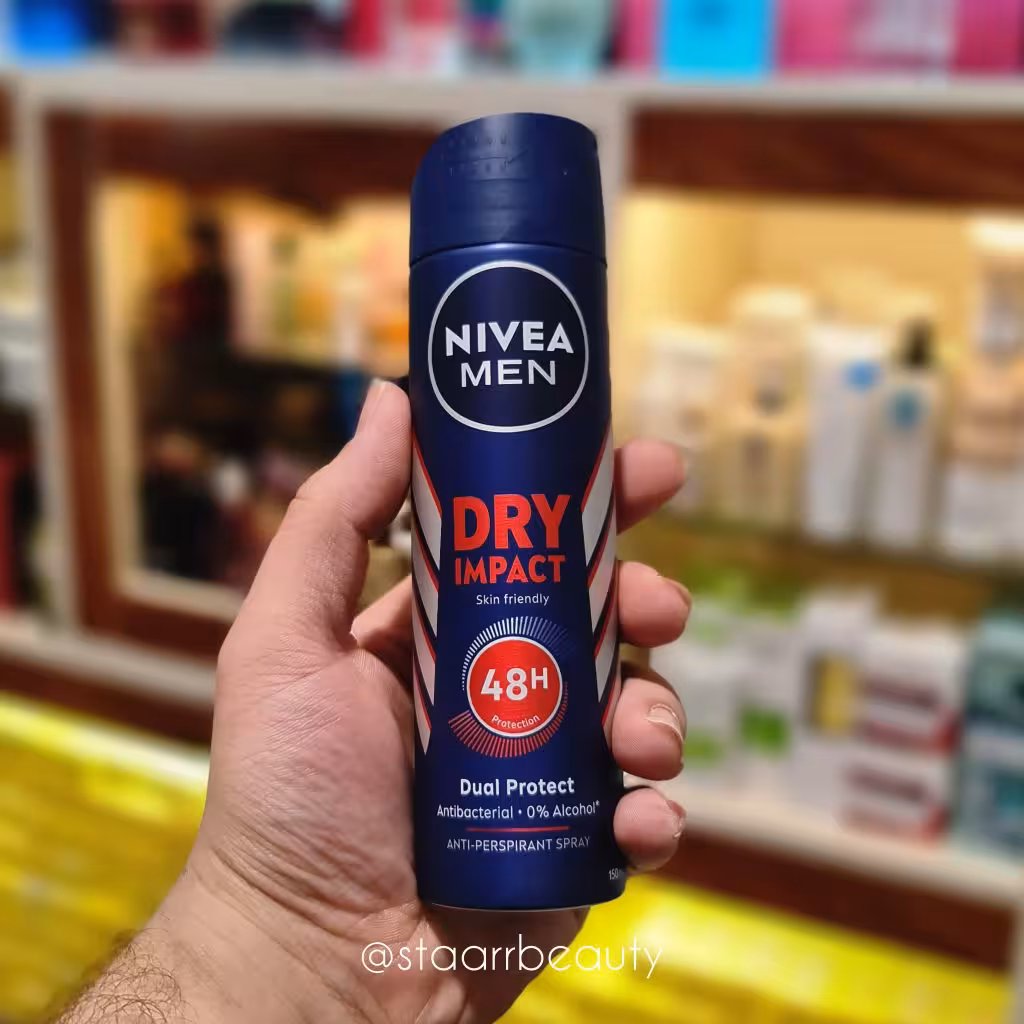 NIVEA
MEN
DRY
IMPACT
Skin friendly
48H
Protection
Dual Protect
Antibacterial • 0% Alcohol*
ANTI-PERSPIRANT SPRAY
@staarrbeauty